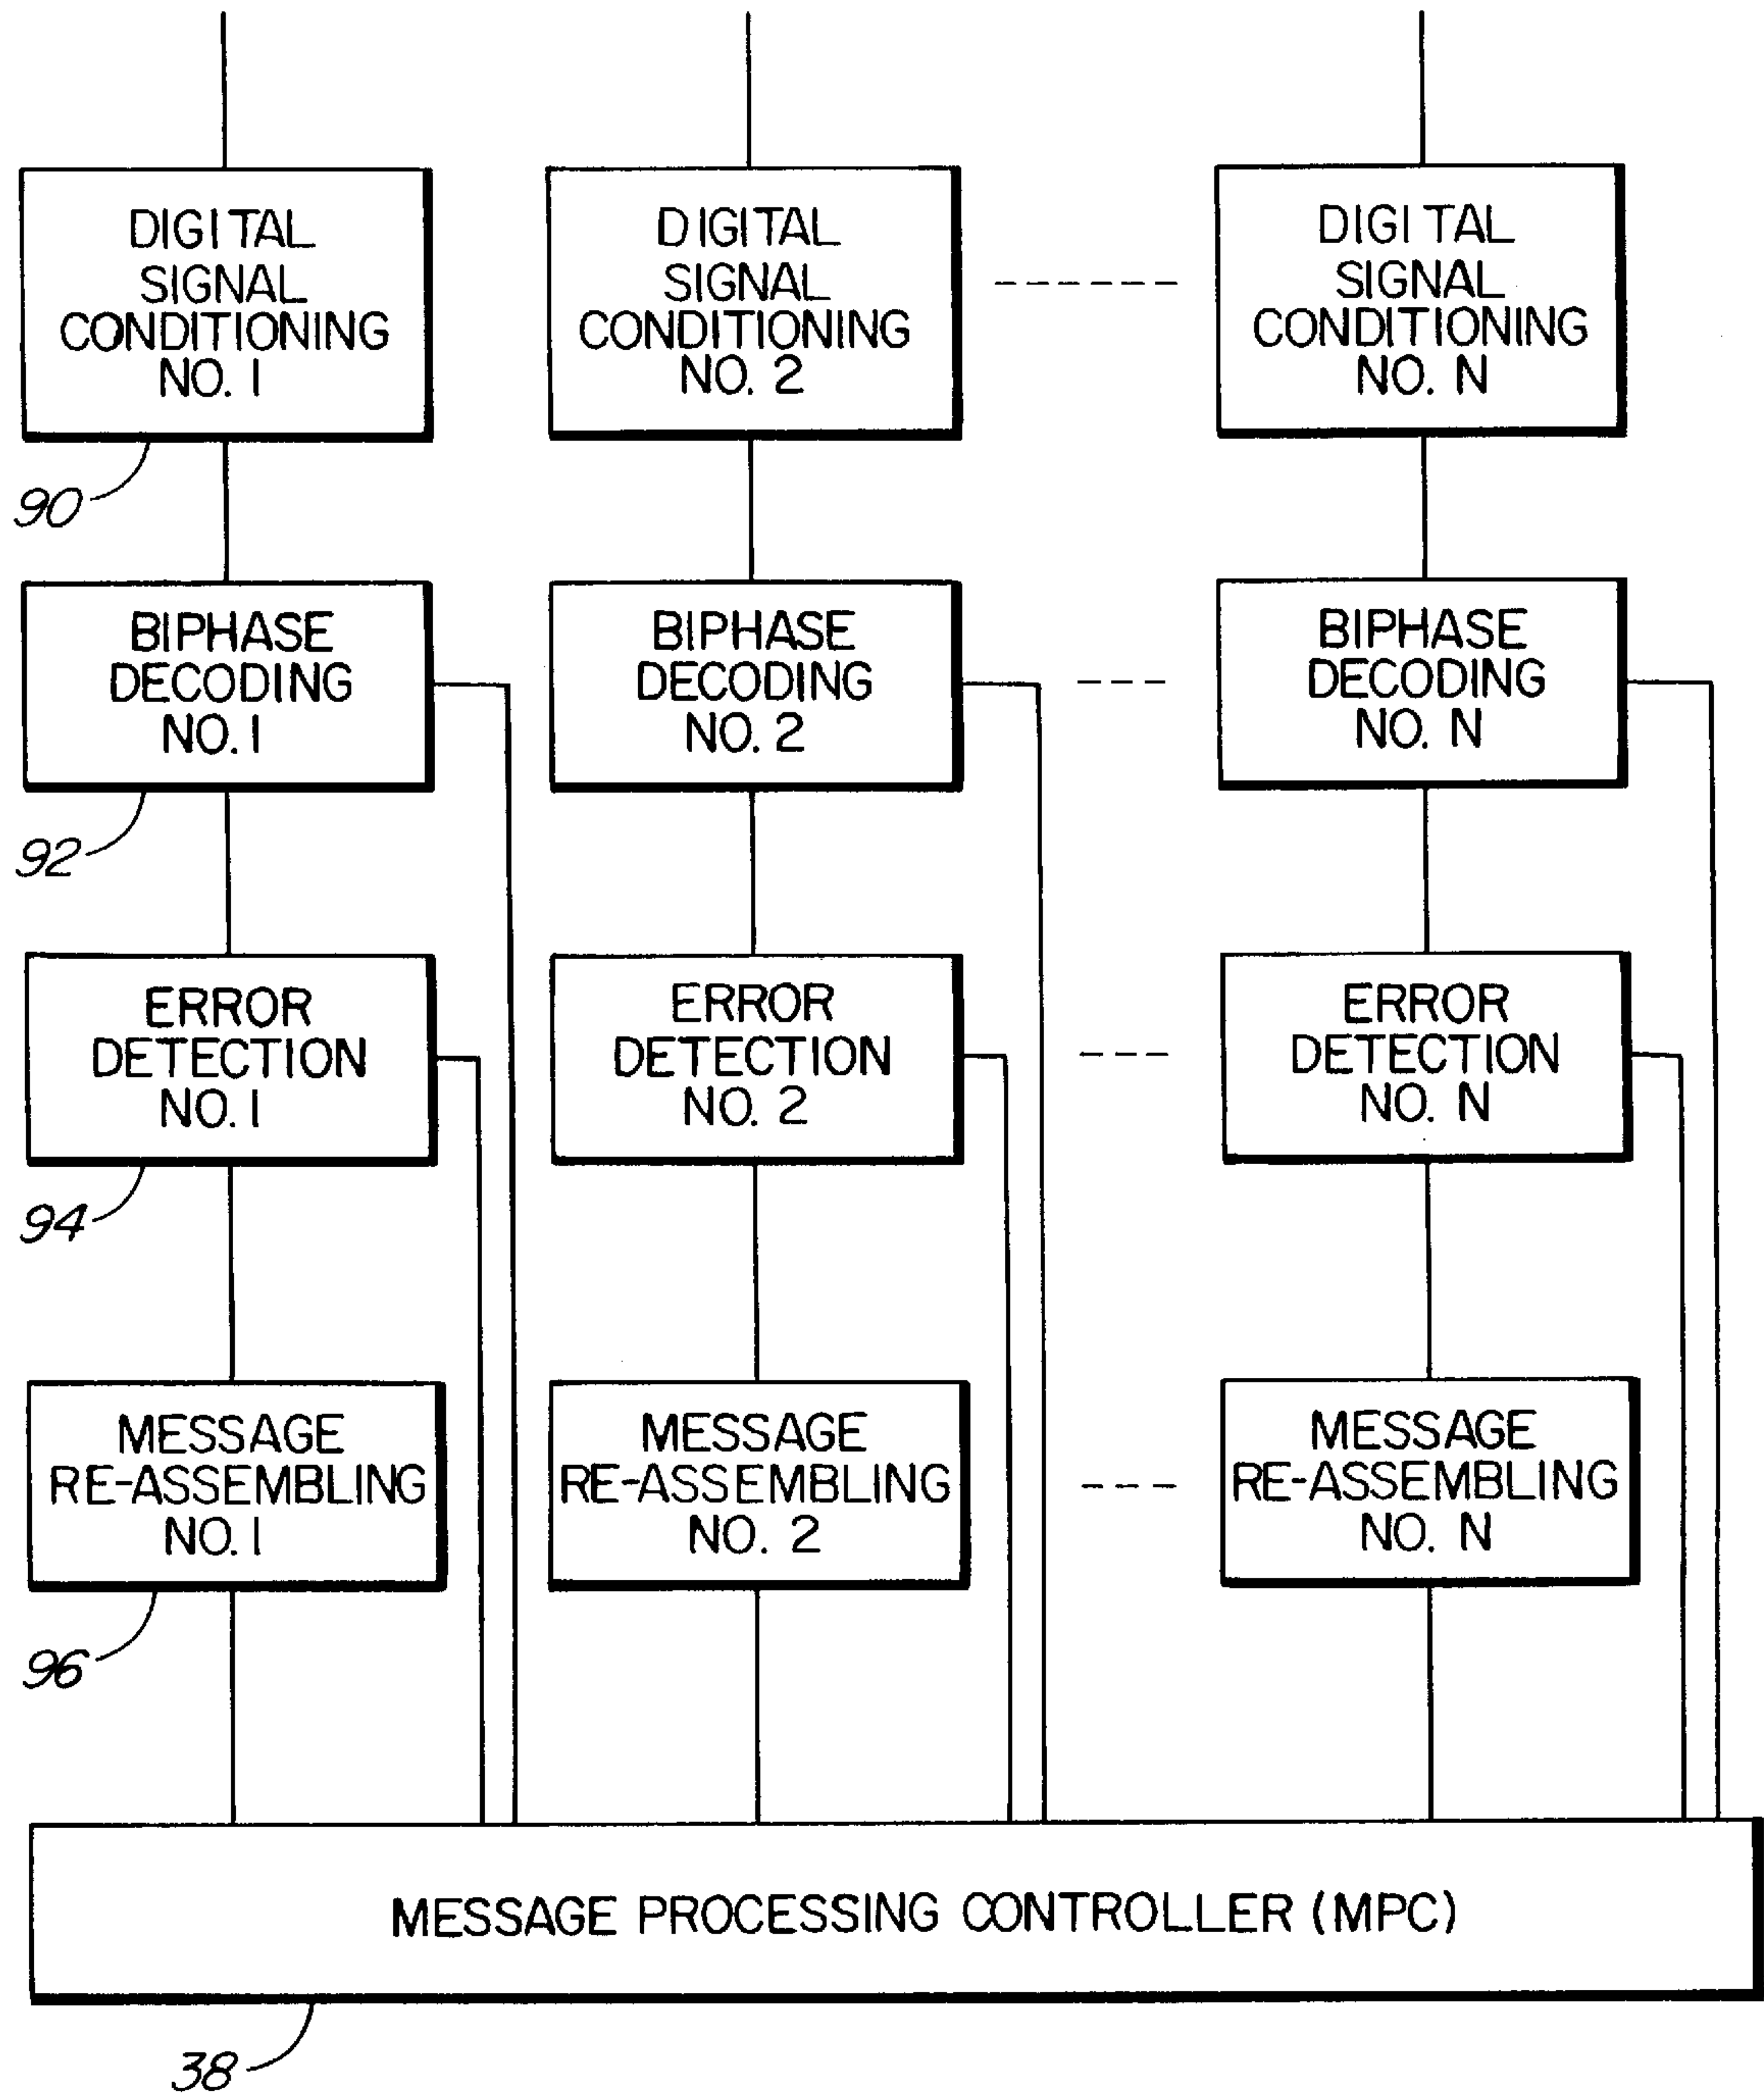 DIGITAL
SIGNAL
CONDITIONING
NO. 1
90
DIGITAL
SIGNAL
CONDITIONING
NO. 2
DIGITAL
SIGNAL
CONDITIONING
NO. N
BIPHASE
DECODING
NO. 1
92
BIPHASE
DECODING
NO. 2
BIPHASE
DECODING
NO. N
ERROR
DETECTION
NO. 1
94
ERROR
DETECTION
NO. 2
ERROR
DETECTION
NO. N
MESSAGE
RE-ASSEMBLING
NO. 1
96
MESSAGE
RE-ASSEMBLING
NO. 2
MESSAGE
RE-ASSEMBLING
NO. N
MESSAGE PROCESSING CONTROLLER (MPC)
38